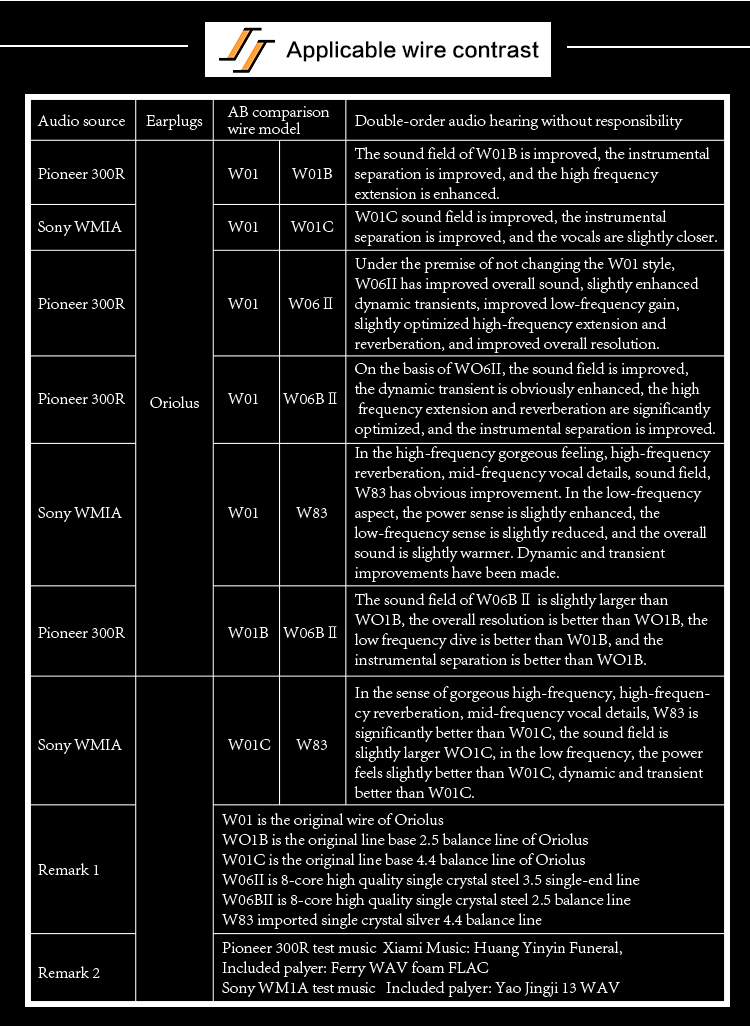 Applicable wire contrast
Audio source
Earplugs
AB comparison
wire model
Double-order audio hearing without responsibility
Pioneer 300R
Oriolus
W01
W01B
The sound field of W01B is improved, the instrumental
separation is improved, and the high frequency
extension is enhanced.
Sony WMIA
W01
W01C
W01C sound field is improved, the instrumental
separation is improved, and the vocals are slightly closer.
Pioneer 300R
W01
W06Ⅱ
Under the premise of not changing the W01 style,
W06II has improved overall sound, slightly enhanced
dynamic transients, improved low-frequency gain,
slightly optimized high-frequency extension and
reverberation, and improved overall resolution.
Pioneer 300R
W01
W06BⅡ
On the basis of WO6II, the sound field is improved,
the dynamic transient is obviously enhanced, the high
frequency extension and reverberation are significantly
optimized, and the instrumental separation is improved.
Sony WMIA
W01
W83
In the high-frequency gorgeous feeling, high-frequency
reverberation, mid-frequency vocal details, sound field,
W83 has obvious improvement. In the low-frequency
aspect, the power sense is slightly enhanced, the
low-frequency sense is slightly reduced, and the overall
sound is slightly warmer. Dynamic and transient
improvements have been made.
Pioneer 300R
W01B
W06BⅡ
The sound field of W06BⅡ is slightly larger than
WO1B, the overall resolution is better than WO1B, the
low frequency dive is better than W01B, and the
instrumental separation is better than WO1B.
Sony WMIA
W01C
W83
In the sense of gorgeous high-frequency, high-frequen-
cy reverberation, mid-frequency vocal details, W83 is
significantly better than W01C, the sound field is
slightly larger WO1C, in the low frequency, the power
feels slightly better than W01C, dynamic and transient
better than W01C.
Remark 1
W01 is the original wire of Oriolus
WO1B is the original line base 2.5 balance line of Oriolus
W01C is the original line base 4.4 balance line of Oriolus
W06II is 8-core high quality single crystal steel 3.5 single-end line
W06BII is 8-core high quality single crystal steel 2.5 balance line
W83 imported single crystal silver 4.4 balance line
Remark 2
Pioneer 300R test music Xiami Music: Huang Yinyin Funeral,
Included palyer: Ferry WAV foam FLAC
Sony WM1A test music Included palyer: Yao Jingji 13 WAV